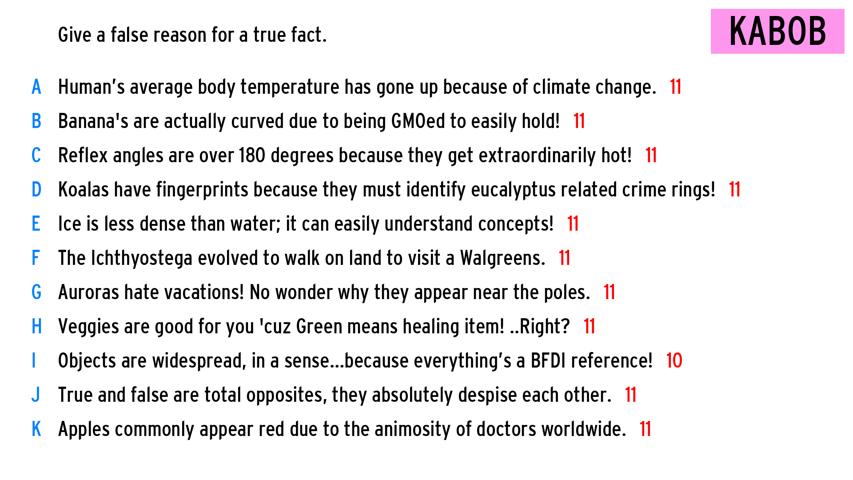 Give a false reason for a true fact.
KABOB
A Human's average body temperature has gone up because of climate change. 11
B Banana's are actually curved due to being GMOed to easily hold! 11
C Reflex angles are over 180 degrees because they get extraordinarily hot! 11
D Koalas have fingerprints because they must identify eucalyptus related crime rings! 11
E Ice is less dense than water; it can easily understand concepts! 11
F The Ichthyostega evolved to walk on land to visit a Walgreens. 11
G Auroras hate vacations! No wonder why they appear near the poles. 11
H Veggies are good for you 'cuz Green means healing item! ..Right? 11
I Objects are widespread, in a sense...because everything's a BFDI reference! 10
J True and false are total opposites, they absolutely despise each other. 11
K Apples commonly appear red due to the animosity of doctors worldwide. 11